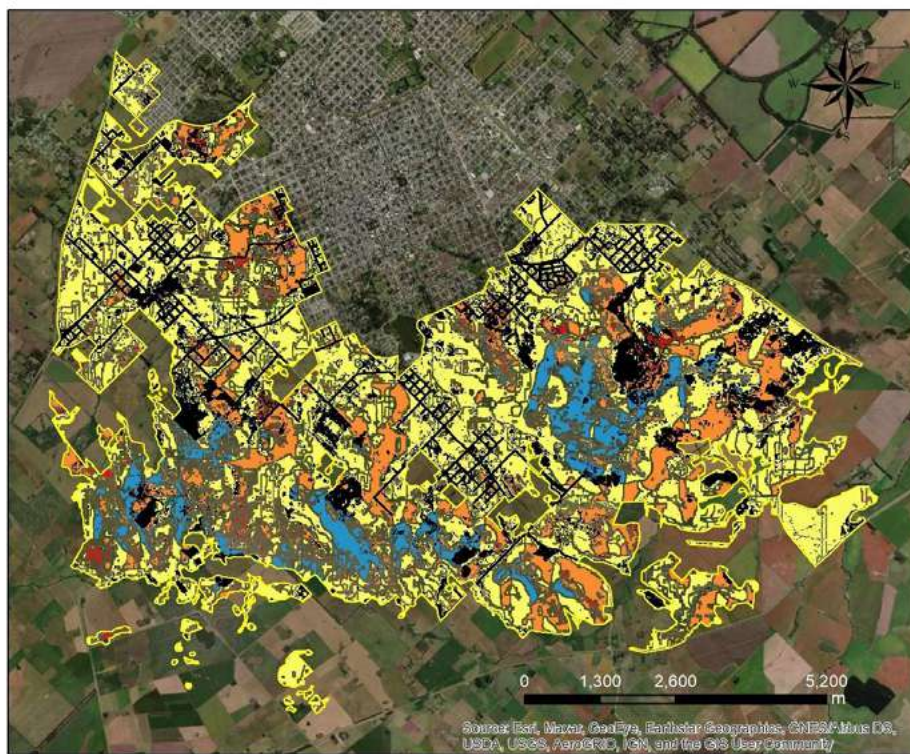 W E
S
0 1,300 2,600 5,200
m
Source: Esri, Maxar, GeoEye, Earthstar Geographics, CNES/Airbus DS,
USDA, USGS, AeroGRID, IGN, and the GIS User Community